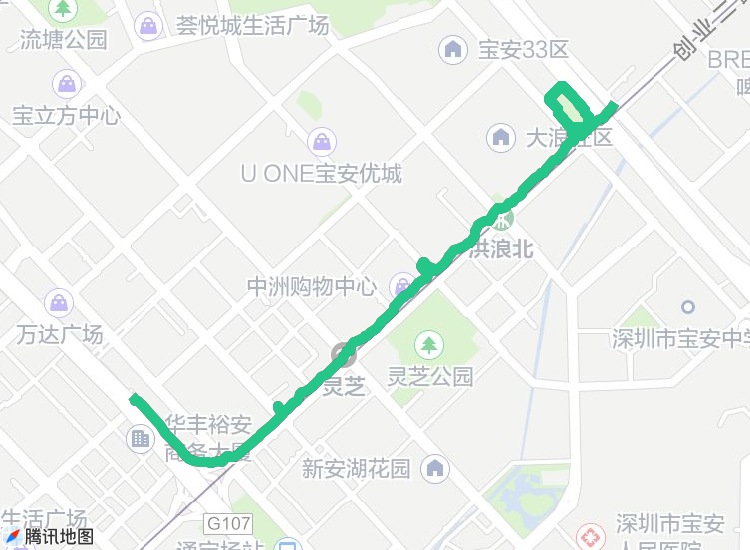 荟悦城生活广场
流塘公园
宝安33区
创业二
BRE
啤
宝立方中心
大浪社区
U ONE宝安优城
洪浪北
中洲购物中心
万达广场
深圳市宝安中学
灵芝
灵芝公园
华丰裕安
商务大厦
新安湖花园
生活广场
G107
深圳市宝安
人民医院
腾讯地图